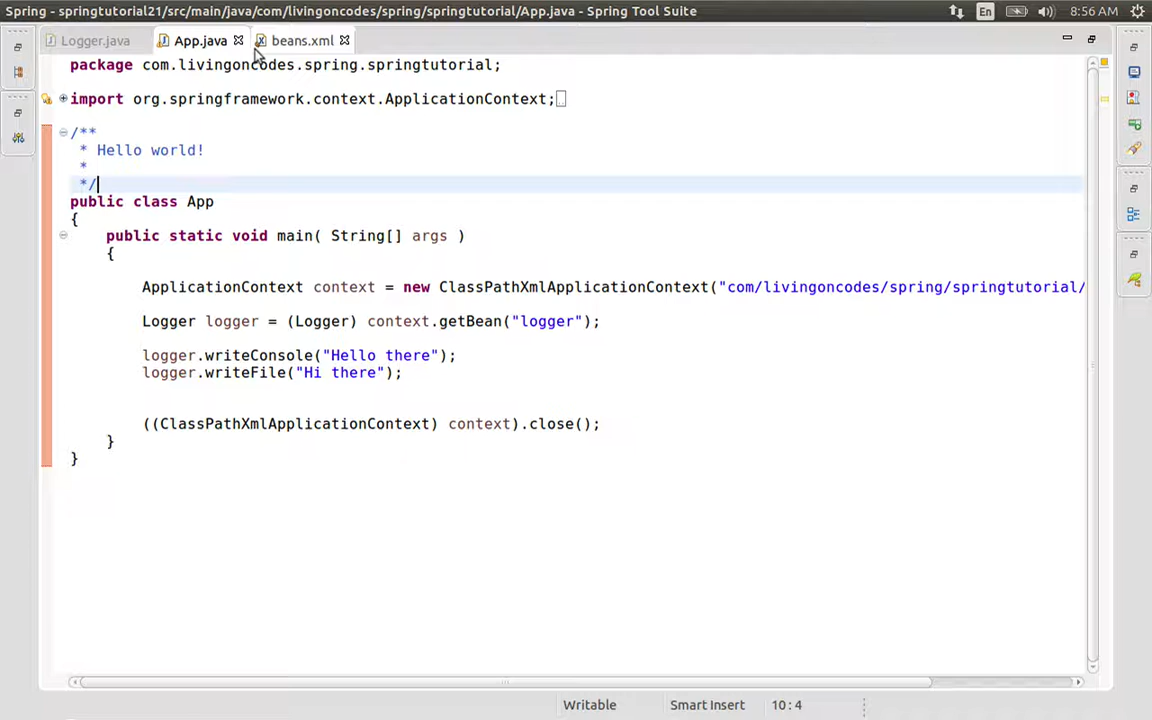 Spring - springtutorial21/src/main/java/com/livingoncodes/spring/springtutorial/App.java - Spring Tool Suite
En
8:56 AM
Logger.java
App.java
beans.xml
package com.livingoncodes.spring.springtutorial;
import org.springframework.context.ApplicationContext;
/**
* Hello world!
*
*/
public class App
{
public static void main( String[] args )
{
ApplicationContext context = new ClassPathXmlApplicationContext("com/livingoncodes/spring/springtutorial/
Logger logger = (Logger) context.getBean("logger");
logger.writeConsole("Hello there");
logger.writeFile("Hi there");
((ClassPathXmlApplicationContext) context).close();
}
}
Writable
Smart Insert
10 : 4